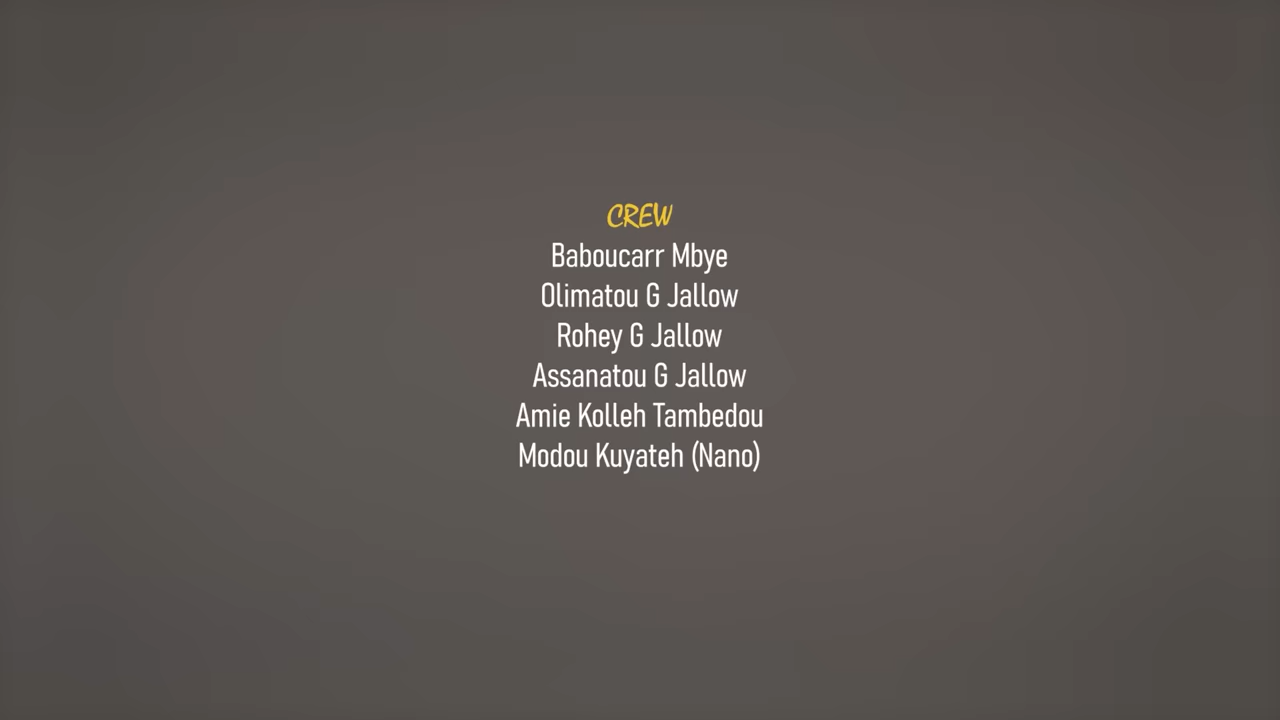 CREW
Baboucarr Mbye
Olimatou G Jallow
Rohey G Jallow
Assanatou G Jallow
Amie Kolleh Tambedou
Modou Kuyateh (Nano)